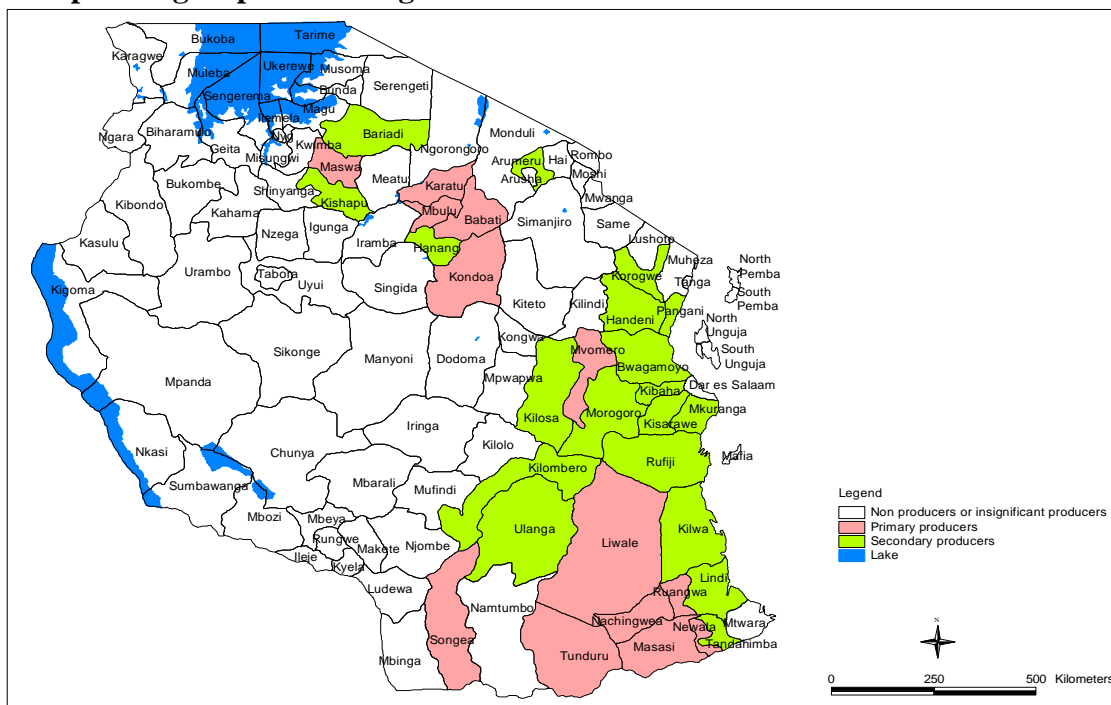 Bukoba
Tarime
Karagwe
Muleba
Ukerewe
Musoma
Bunda
Serengeti
Sengerema
Magu
Ilemela
Ngara
Biharamulo
Geita
Nyg
Misungwi
Kwimba
Bariadi
Ngorongoro
Monduli
Maswa
Arumeru
Hai
Rombo
Arusha
Moshi
Bukombe
Shinyanga
Meatu
Karatu
Mwanga
Kibondo
Kishapu
Mbulu
Babati
Simanjiro
Kahama
Same
Kasulu
Nzega
Igunga
Iramba
Hanang
Lushoto
Urambo
Tabora
Uyui
Singida
Kondoa
Muheza
Korogwe
Tanga
North
Pemba
South
Pemba
Kigoma
Kiteto
Kilindi
Handeni
Pangani
North
Unguja
South
Unguja
Sikonge
Manyoni
Dodoma
Kongwa
Mvomero
Bwagamoyo
Mpanda
Mpwapwa
Dar es Salaam
Kibaha
Kilosa
Morogoro
Mkuranga
Kisarawe
Iringa
Kilolo
Nkasi
Chunya
Mafia
Rufiji
Kilombero
Sumbawanga
Mbarali
Mufindi
Mbozi
Mbeya
Rungwe
Makete
Njombe
Ulanga
Liwale
Kilwa
Ileje
Kyela
Ludewa
Lindi
Ruangwa
Namtumbo
Nachingwea
Newala
Mtwara
Songea
Masasi
Tandahimba
Mbinga
Tunduru
Legend
Non producers or insignificant producers
Primary producers
Secondary producers
Lake
N
0 250 500 Kilometers